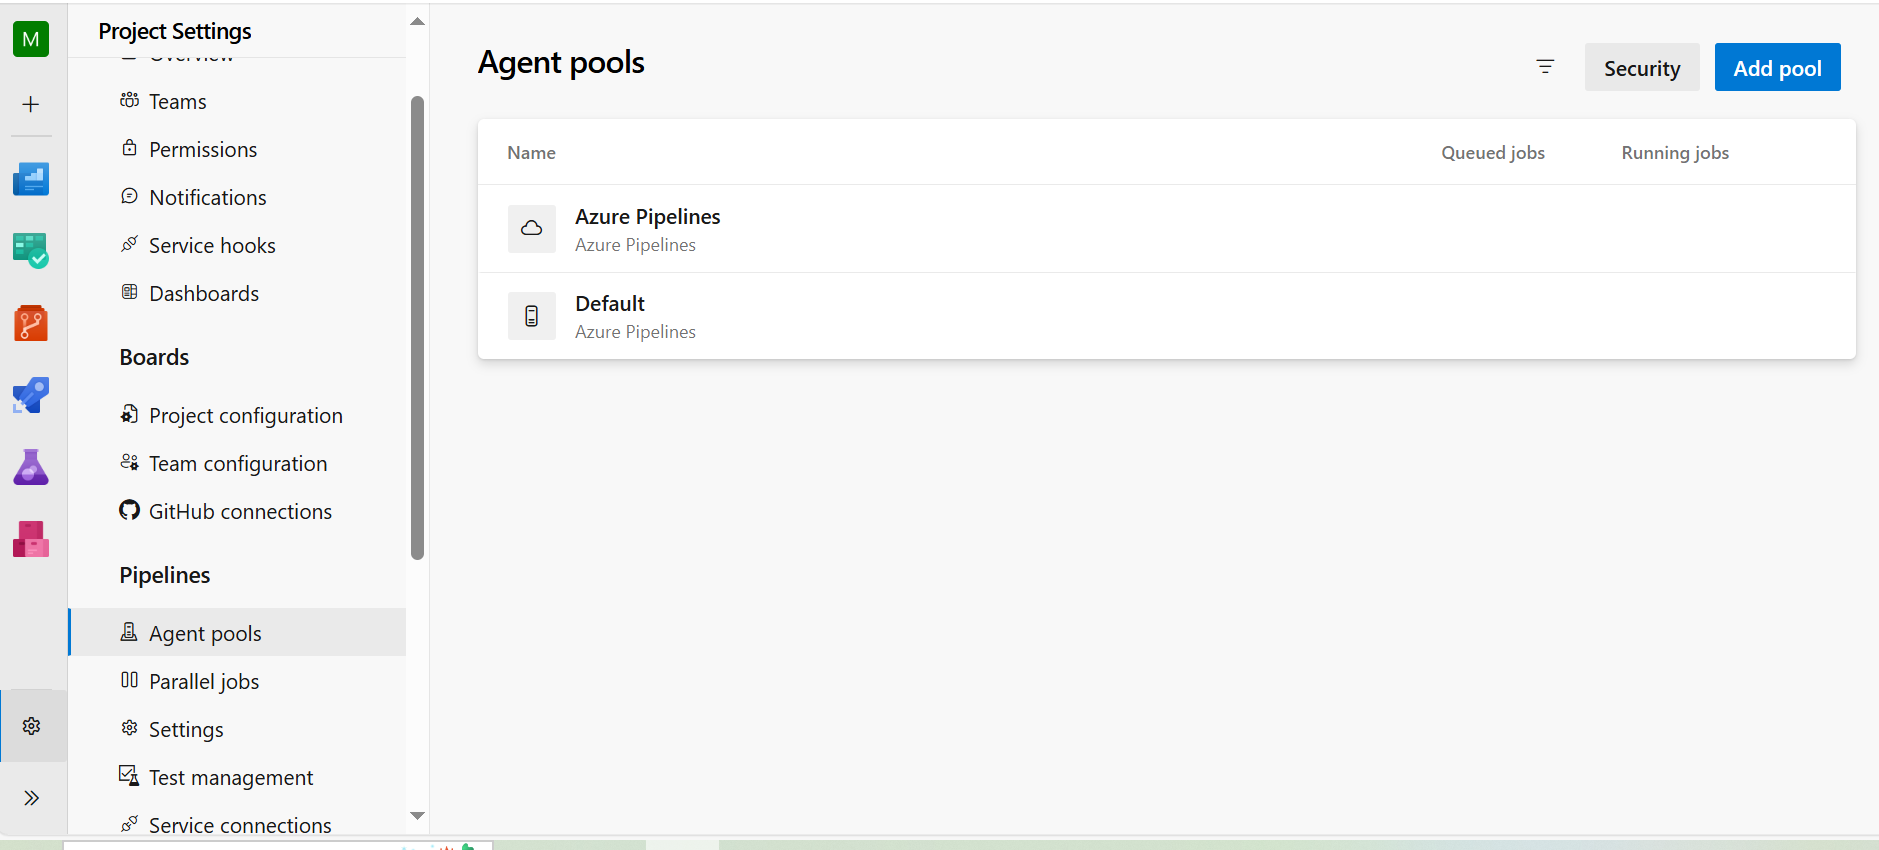 M
Project Settings
Overview
Teams
Permissions
Notifications
Service hooks
Dashboards
Boards
Project configuration
Team configuration
GitHub connections
Pipelines
Agent pools
Parallel jobs
Settings
Test management
Service connections
Agent pools
Security
Add pool
Name Queued jobs Running jobs
Azure Pipelines
Azure Pipelines
Default
Azure Pipelines